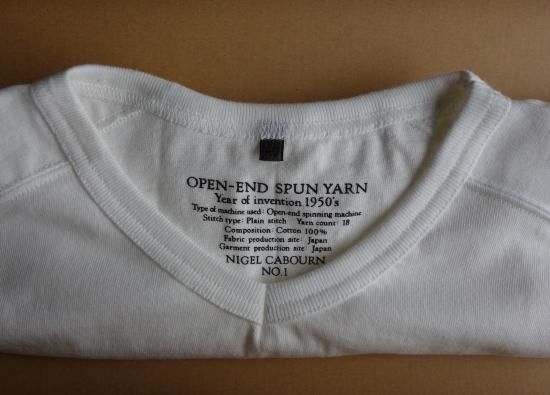 OPEN-END SPUN YARN
Year of invention 1950's
Type of machine used: Open-end spinning machine
Stitch type: Plain stitch Yarn count: 18
Composition: Cotton 100%
Fabric production site: Japan
Garment production site: Japan
NIGEL CABOURN
NO.1